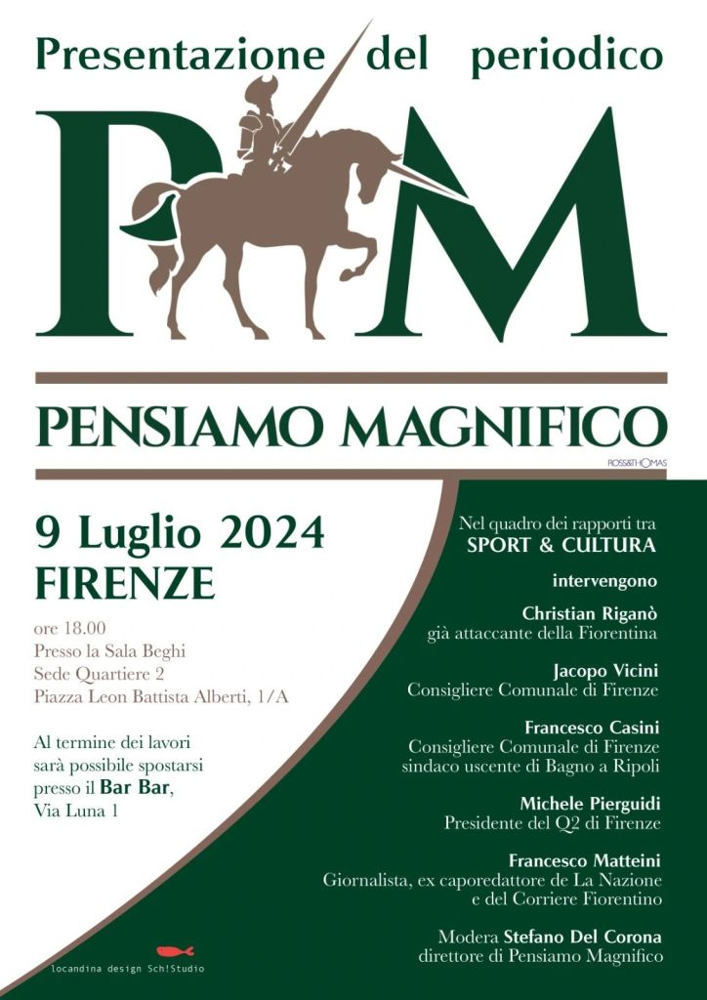 Presentazione del periodico
PM
PENSIAMO MAGNIFICO
ROSS&THOMAS
9 Luglio 2024
FIRENZE
ore 18.00
Presso la Sala Beghi
Sede Quartiere 2
Piazza Leon Battista Alberti, 1/A
Al termine dei lavori
sarà possibile spostarsi
presso il Bar Bar,
Via Luna 1
locandina design Sch!Studio
Nel quadro dei rapporti tra
SPORT & CULTURA
intervengono
Christian Riganò
già attaccante della Fiorentina
Jacopo Vicini
Consigliere Comunale di Firenze
Francesco Casini
Consigliere Comunale di Firenze
sindaco uscente di Bagno a Ripoli
Michele Pierguidi
Presidente del Q2 di Firenze
Francesco Matteini
Giornalista, ex caporedattore de La Nazione
e del Corriere Fiorentino
Modera Stefano Del Corona
direttore di Pensiamo Magnifico